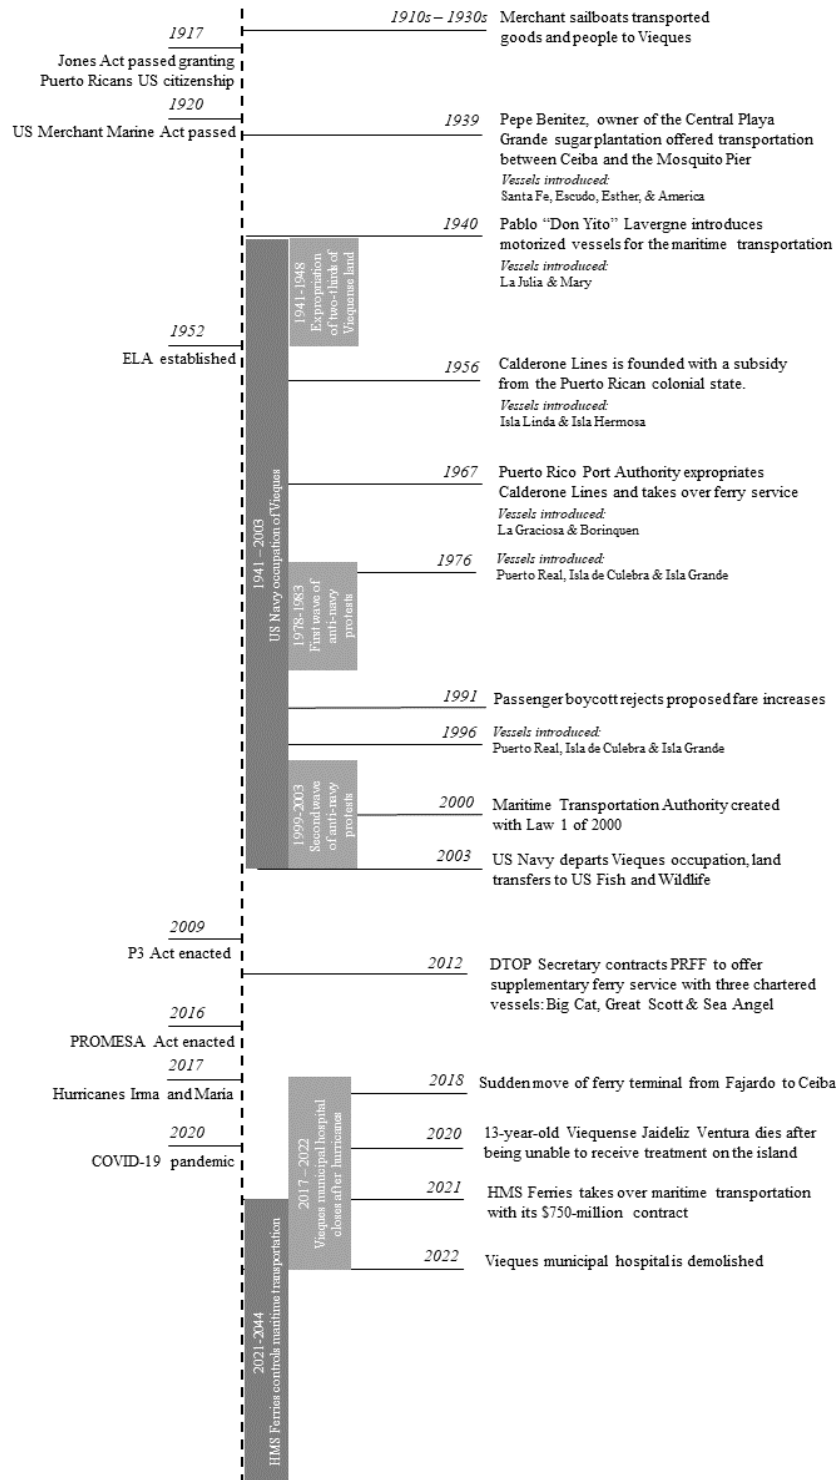 1910s – 1930s
Merchant sailboats transported
goods and people to Vieques
1917
Jones Act passed granting
Puerto Ricans US citizenship
1920
US Merchant Marine Act passed
1939
Pepe Benitez, owner of the Central Playa
Grande sugar plantation offered transportation
between Ceiba and the Mosquito Pier
Vessels introduced:
Santa Fe, Escudo, Esther, & America
1940
Pablo “Don Yito” Lavergne introduces
motorized vessels for the maritime transportation
Vessels introduced:
La Julia & Mary
1941-1948
Expropriation
of two-thirds of
Viequense land
1952
ELA established
1956
Calderone Lines is founded with a subsidy
from the Puerto Rican colonial state.
Vessels introduced:
Isla Linda & Isla Hermosa
1941 – 2003
US Navy occupation of Vieques
1967
Puerto Rico Port Authority expropriates
Calderone Lines and takes over ferry service
Vessels introduced:
La Graciosa & Borinquen
1976
Vessels introduced:
Puerto Real, Isla de Culebra & Isla Grande
1978-1983
First wave of
anti-navy
protests
1991
Passenger boycott rejects proposed fare increases
1996
Vessels introduced:
Puerto Real, Isla de Culebra & Isla Grande
1999-2003
Second wave
of anti-navy
protests
2000
Maritime Transportation Authority created
with Law 1 of 2000
2003
US Navy departs Vieques occupation, land
transfers to US Fish and Wildlife
2009
P3 Act enacted
2012
DTOP Secretary contracts PRFF to offer
supplementary ferry service with three chartered
vessels: Big Cat, Great Scott & Sea Angel
2016
PROMESA Act enacted
2017
Hurricanes Irma and Maria
2018
Sudden move of ferry terminal from Fajardo to Ceiba
2017 – 2022
Vieques municipal hospital
closes after hurricanes
2020
COVID-19 pandemic
2020
13-year-old Viequense Jaideliz Ventura dies after
being unable to receive treatment on the island
2021
HMS Ferries takes over maritime transportation
with its $750-million contract
2022
Vieques municipal hospital is demolished
2021-2044
HMS Ferries controls maritime transportation